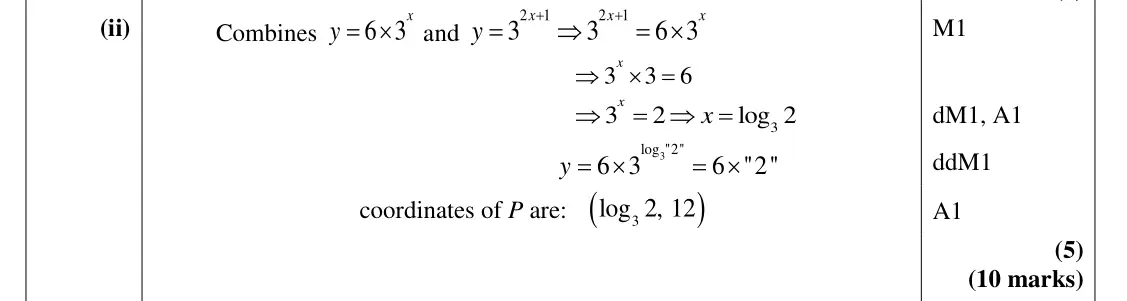 (ii) Combines y = 6×3^x and y = 3^(2x+1) ⇒ 3^(2x+1) = 6×3^x M1
⇒ 3^x × 3 = 6
⇒ 3^x = 2 ⇒ x = log₃ 2 dM1, A1
y = 6×3^(log₃"2") = 6×"2" ddM1
coordinates of P are: (log₃ 2, 12) A1
(5)
(10 marks)